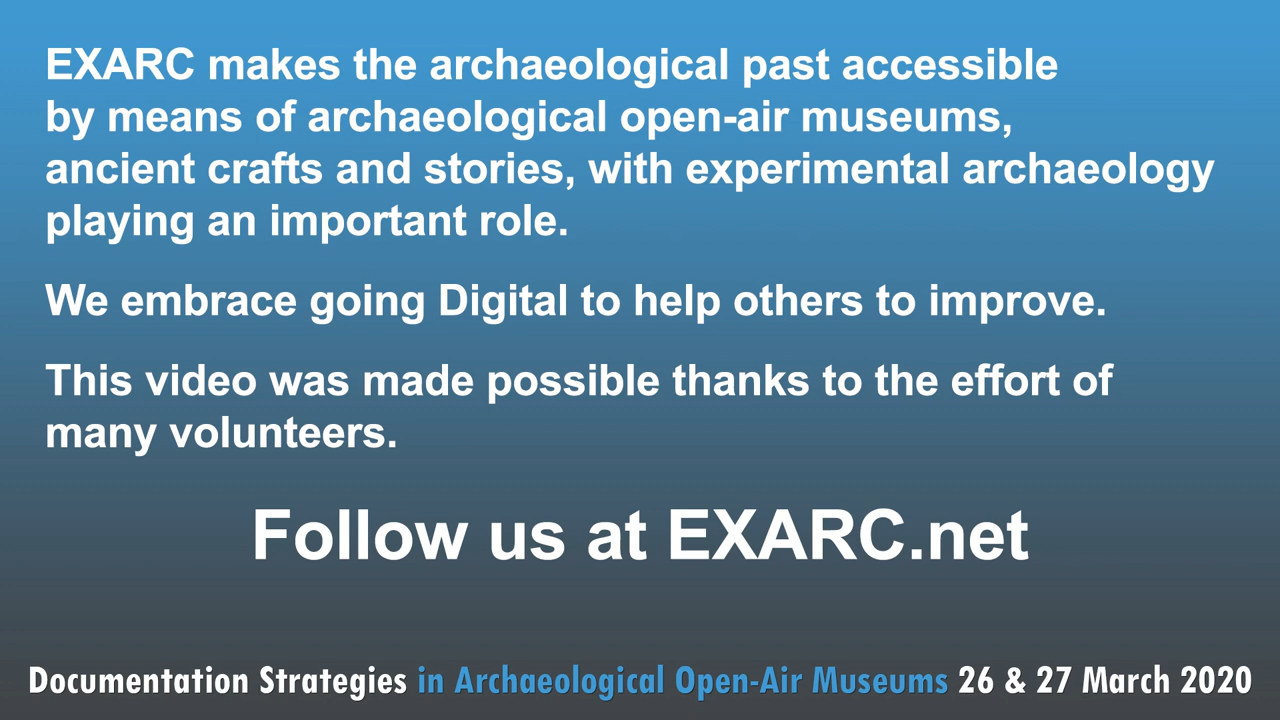 EXARC makes the archaeological past accessible
by means of archaeological open-air museums,
ancient crafts and stories, with experimental archaeology
playing an important role.
We embrace going Digital to help others to improve.
This video was made possible thanks to the effort of
many volunteers.
Follow us at EXARC.net
Documentation Strategies in Archaeological Open-Air Museums 26 & 27 March 2020